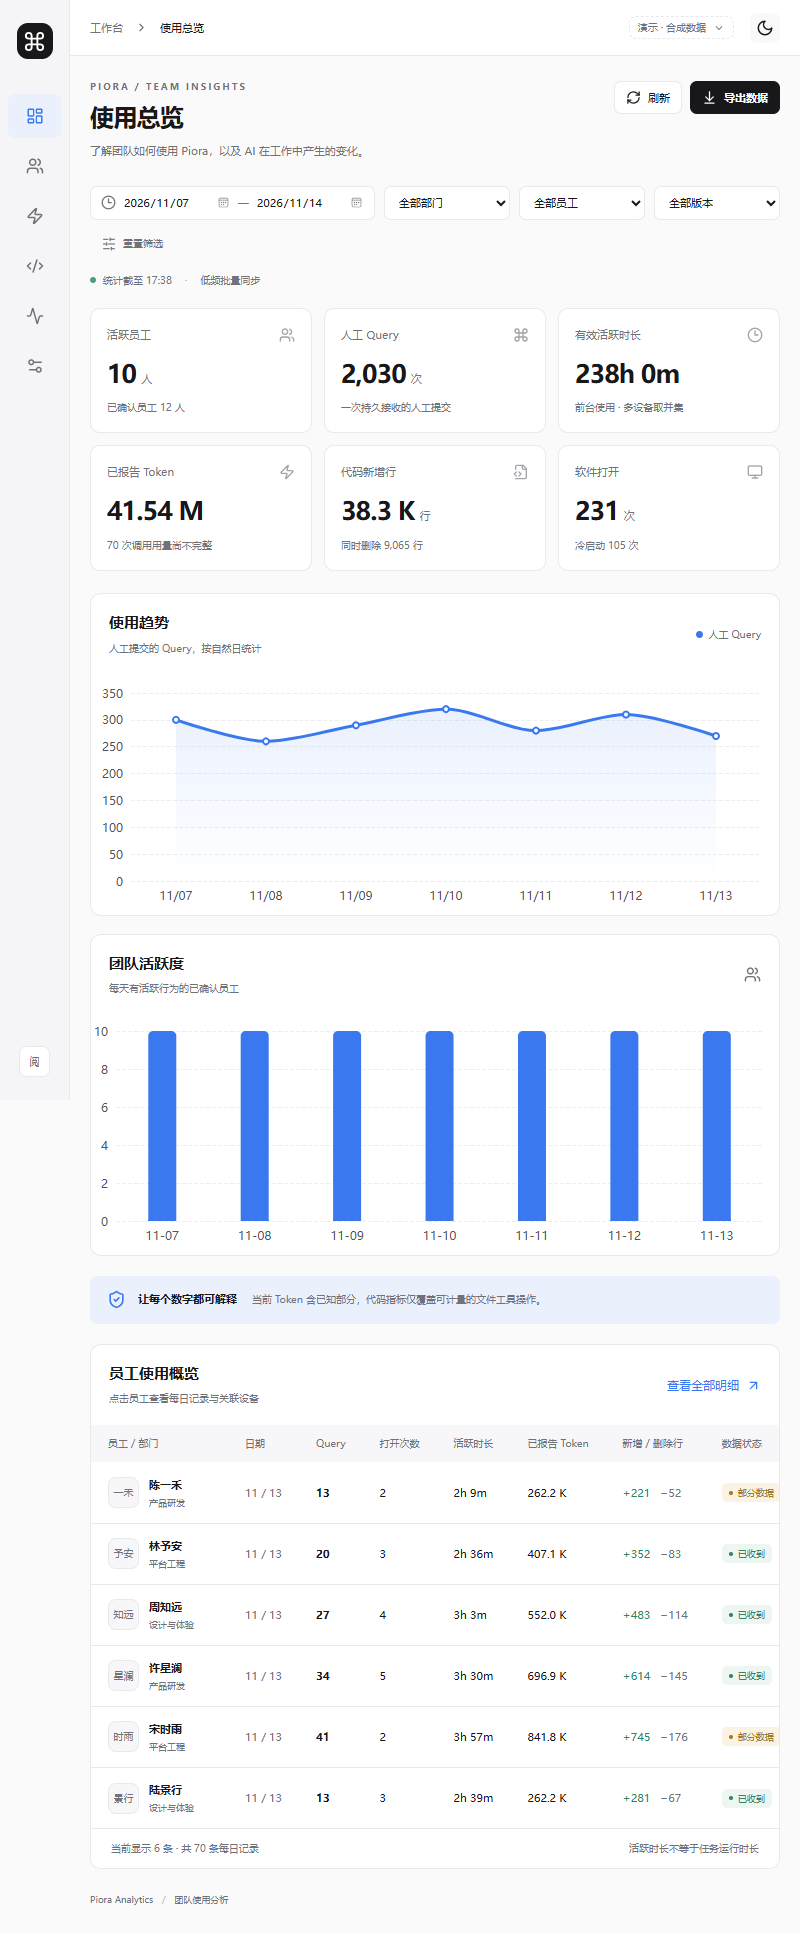 工作台 > 使用总览
演示 · 合成数据
PIORA / TEAM INSIGHTS
使用总览
了解团队如何使用 Piora，以及 AI 在工作中产生的变化。
刷新
导出数据
2026/11/07 — 2026/11/14
全部部门
全部员工
全部版本
重置筛选
统计截至 17:38 · 低频批量同步
活跃员工
10 人
已确认员工 12 人
人工 Query
2,030 次
一次持久接收的人工提交
有效活跃时长
238h 0m
前台使用 · 多设备取并集
已报告 Token
41.54 M
70 次调用用量尚不完整
代码新增行
38.3 K 行
同时删除 9,065 行
软件打开
231 次
冷启动 105 次
使用趋势
人工提交的 Query，按自然日统计
人工 Query
350
300
250
200
150
100
50
0
11/07 11/08 11/09 11/10 11/11 11/12 11/13
团队活跃度
每天有活跃行为的已确认员工
10
8
6
4
2
0
11-07 11-08 11-09 11-10 11-11 11-12 11-13
阅
让每个数字都可解释 当前 Token 含已知部分，代码指标仅覆盖可计量的文件工具操作。
员工使用概览
点击员工查看每日记录与关联设备
查看全部明细
员工 / 部门 日期 Query 打开次数 活跃时长 已报告 Token 新增 / 删除行 数据状态
一禾 陈一禾 11 / 13 13 2 2h 9m 262.2 K +221 −52 部分数据
产品研发
予安 林予安 11 / 13 20 3 2h 36m 407.1 K +352 −83 已收到
平台工程
知远 周知远 11 / 13 27 4 3h 3m 552.0 K +483 −114 已收到
设计与体验
星澜 许星澜 11 / 13 34 5 3h 30m 696.9 K +614 −145 已收到
产品研发
时雨 宋时雨 11 / 13 41 2 3h 57m 841.8 K +745 −176 部分数据
平台工程
景行 陆景行 11 / 13 13 3 2h 39m 262.2 K +281 −67 已收到
设计与体验
当前显示 6 条 · 共 70 条每日记录
活跃时长不等于任务运行时长
Piora Analytics / 团队使用分析